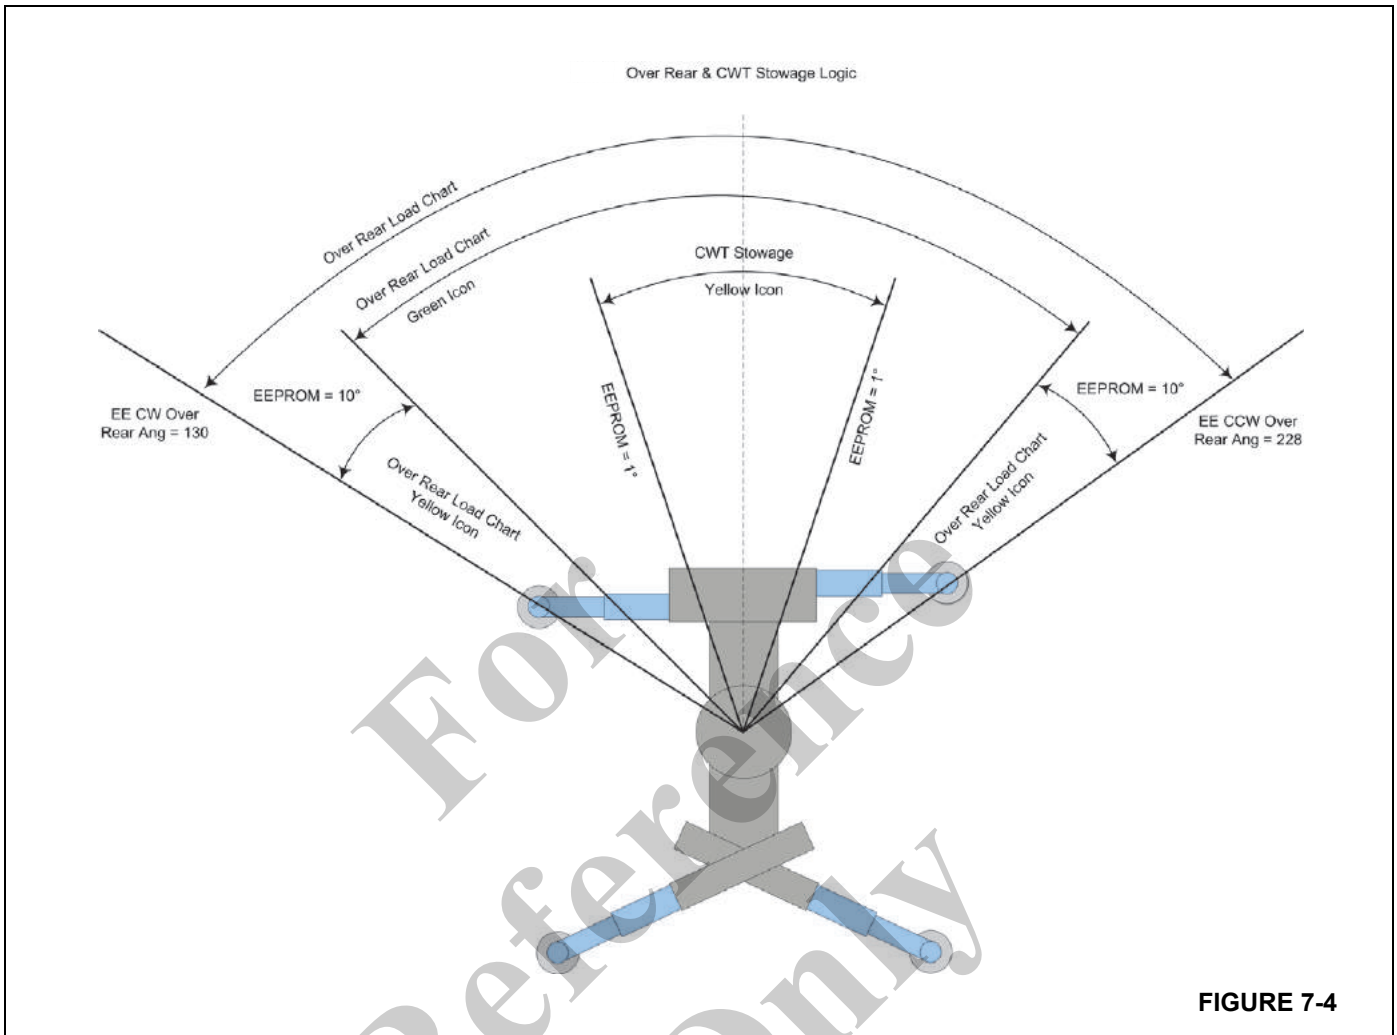 Over Rear & CWT Stowage Logic
Over Rear Load Chart
Over Rear Load Chart
Green Icon
CWT Stowage
Yellow Icon
EEPROM = 10°
EEPROM = 1°
EEPROM = 1°
EEPROM = 10°
EE CW Over
Rear Ang = 130
EE CCW Over
Rear Ang = 228
Over Rear Load Chart
Yellow Icon
Over Rear Load Chart
Yellow Icon
For
Reference
Only
FIGURE 7-4